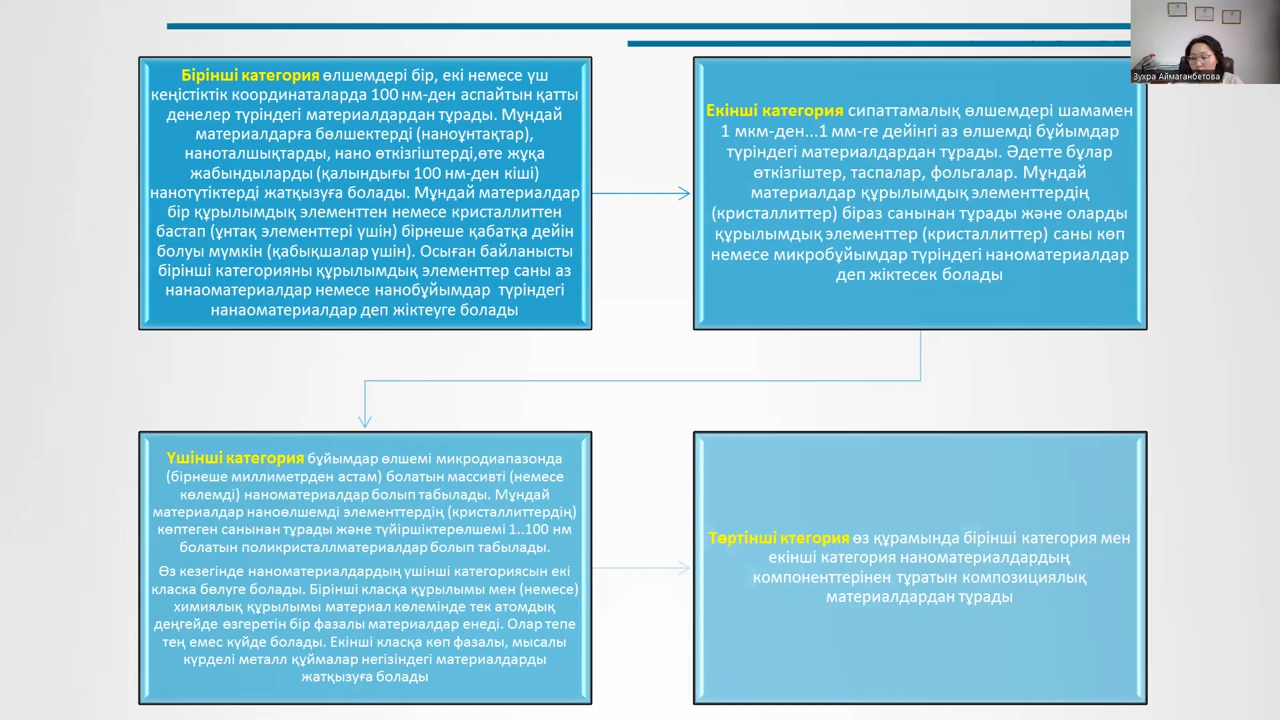 Бірінші категория өлшемдері бір, екі немесе үш
кеңістіктік координаталарда 100 нм-ден аспайтын қатты
денелер түріндегі материалдардан тұрады. Мұндай
материалдарға бөлшектерді (наноұнтақтар),
наноталшықтарды, нано өткізгіштерді,өте жұқа
жабындыларды (қалындығы 100 нм-ден кіші)
нанотүтіктерді жатқызуға болады. Мұндай материалдар
бір құрылымдық элементтен немесе кристаллиттен
бастап (ұнтақ элементтері үшін) бірнеше қабатқа дейін
болуы мүмкін (қабықшалар үшін). Осыған байланысты
бірінші категорияны құрылымдық элементтер саны аз
нанаоматериалдар немесе нанобұйымдар түріндегі
нанаоматериалдар деп жіктеуге болады
Екінші категория сипаттамалық өлшемдері шамамен
1 мкм-ден...1 мм-ге дейінгі аз өлшемді бұйымдар
түріндегі материалдардан тұрады. Әдетте бұлар
өткізгіштер, таспалар, фольгалар. Мұндай
материалдар құрылымдық элементтердің
(кристаллиттер) біраз санынан тұрады және оларды
құрылымдық элементтер (кристаллиттер) саны көп
немесе микробұйымдар түріндегі наноматериалдар
деп жіктесек болады
Зухра Аймаганбетова
Үшінші категория бұйымдар өлшемі микродиапазонда
(бірнеше миллиметрден астам) болатын массивті (немесе
көлемді) наноматериалдар болып табылады. Мұндай
материалдар наноөлшемді элементтердің (кристаллиттердің)
көптеген санынан тұрады және түйіршіктерөлшемі 1..100 нм
болатын поликристаллматериалдар болып табылады.
Өз кезегінде наноматериалдардың үшінші категориясын екі
класка бөлуге болады. Бірінші класқа құрылымы мен (немесе)
химиялық құрылымы материал көлемінде тек атомдық
деңгейде өзгеретін бір фазалы материалдар енеді. Олар тепе
тең емес күйде болады. Екінші класқа көп фазалы, мысалы
күрделі металл құймалар негізіндегі материалдарды
жатқызуға болады
Төртінші ктегория өз құрамында бірінші категория мен
екінші категория наноматериалдардың
компоненттерінен тұратын композициялық
материалдардан тұрады